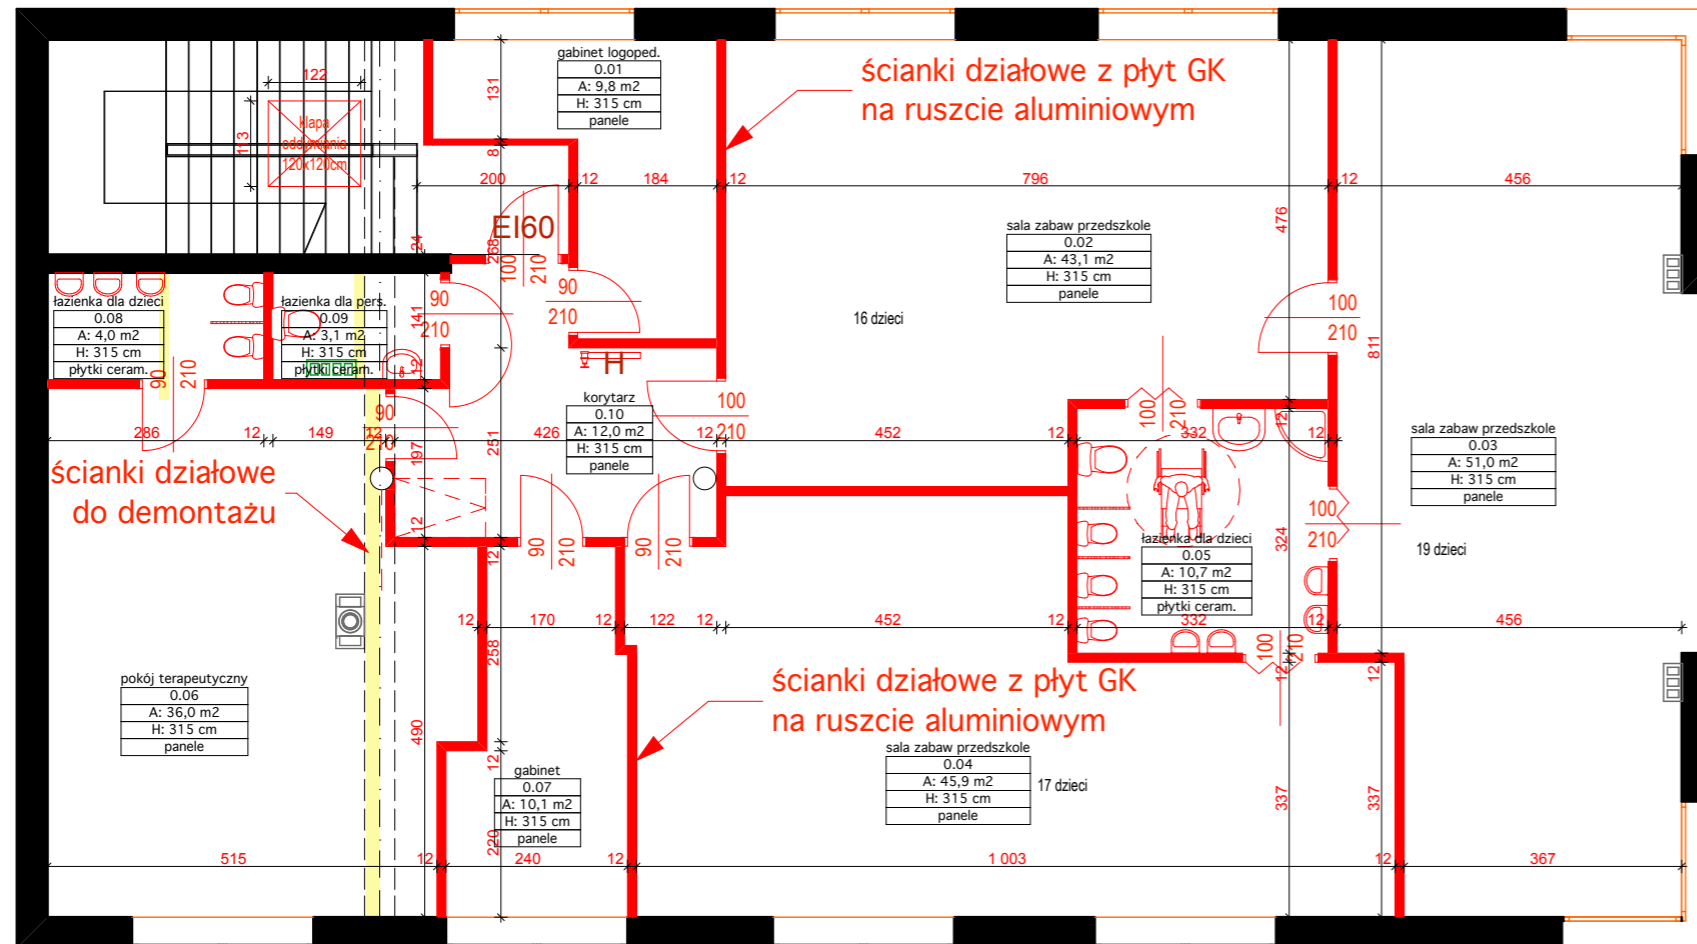 gabinet logoped.
0.01
A: 9,8 m2
H: 315 cm
panele
ścianki działowe z płyt GK
na ruszcie aluminiowym
122
113
klapa
oddymiania
120x120cm
131
8
200
12
184
12
796
12
456
476
EI60
24
268
100
210
sala zabaw przedszkole
0.02
A: 43,1 m2
H: 315 cm
panele
16 dzieci
łazienka dla dzieci
0.08
A: 4,0 m2
H: 315 cm
płytki ceram.
90
210
łazienka dla pers.
0.09
A: 3,1 m2
H: 315 cm
płytki ceram.
90
210
141
12
90
210
100
210
811
H
korytarz
0.10
A: 12,0 m2
H: 315 cm
panele
100
210
90
210
100
210
12
286
12
149
12
197
426
251
12
452
12
332
12
sala zabaw przedszkole
0.03
A: 51,0 m2
H: 315 cm
panele
19 dzieci
ścianki działowe
do demontażu
12
90
210
90
210
12
100
210
324
łazienka dla dzieci
0.05
A: 10,7 m2
H: 315 cm
płytki ceram.
12
170
12
122
12
452
12
332
12
456
258
100
210
12
12
pokój terapeutyczny
0.06
A: 36,0 m2
H: 315 cm
panele
ścianki działowe z płyt GK
na ruszcie aluminiowym
490
12
sala zabaw przedszkole
0.04
A: 45,9 m2
H: 315 cm
panele
17 dzieci
gabinet
0.07
A: 10,1 m2
H: 315 cm
panele
220
337
337
515
12
240
12
1 003
12
367